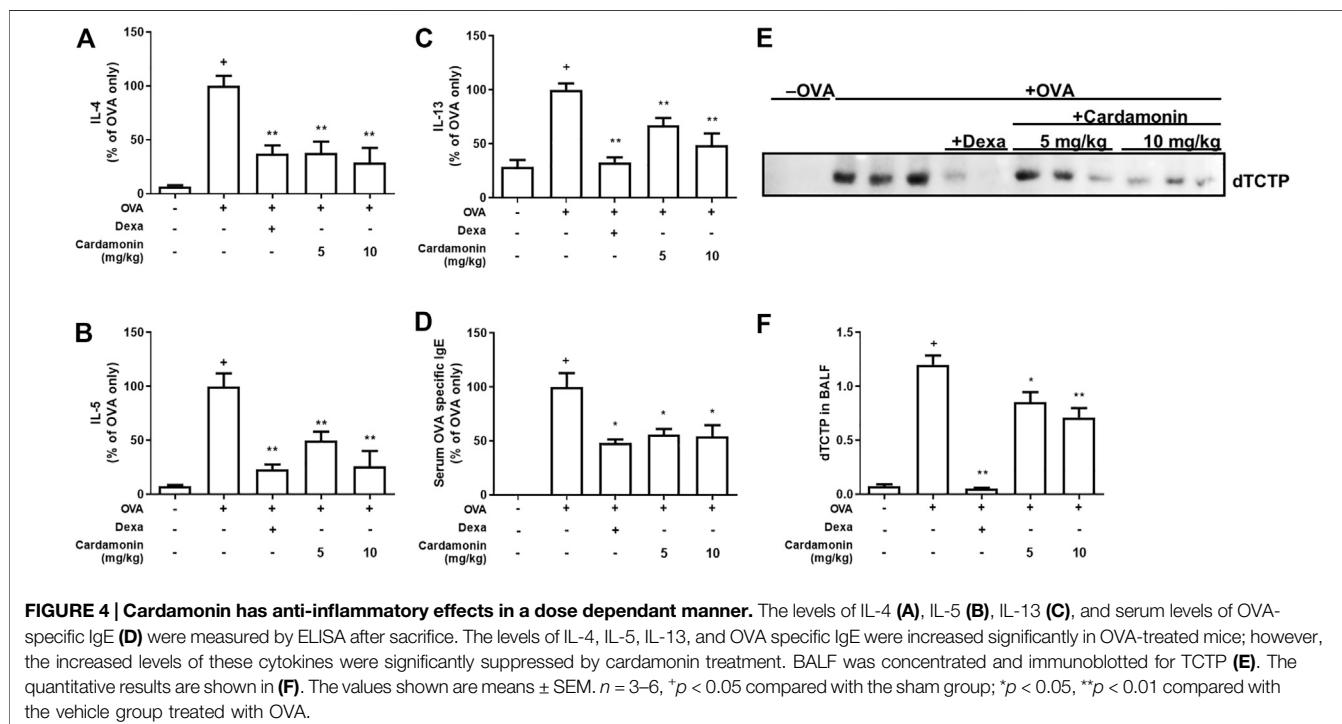 A
IL-4
(% of OVA only)
150
100
50
0
+
**
**
**
OVA - + + + +
Dexa - - + - -
Cardamonin
(mg/kg) - - - 5 10
B
IL-5
(% of OVA only)
150
100
50
0
+
**
**
**
OVA - + + + +
Dexa - - + - -
Cardamonin
(mg/kg) - - - 5 10
C
IL-13
(% of OVA only)
150
100
50
0
+
**
**
**
OVA - + + + +
Dexa - - + - -
Cardamonin
(mg/kg) - - - 5 10
D
Serum OVA specific IgE
(% of OVA only)
150
100
50
0
+
*
*
*
OVA - + + + +
Dexa - - + - -
Cardamonin
(mg/kg) - - - 5 10
E
–OVA +OVA
+Cardamonin
+Dexa 5 mg/kg 10 mg/kg
dTCTP
F
dTCTP in BALF
1.5
1.0
0.5
0.0
+
**
*
**
OVA - + + + +
Dexa - - + - -
Cardamonin
(mg/kg) - - - 5 10
FIGURE 4 | Cardamonin has anti-inflammatory effects in a dose dependant manner. The levels of IL-4 (A), IL-5 (B), IL-13 (C), and serum levels of OVA-
specific IgE (D) were measured by ELISA after sacrifice. The levels of IL-4, IL-5, IL-13, and OVA specific IgE were increased significantly in OVA-treated mice; however,
the increased levels of these cytokines were significantly suppressed by cardamonin treatment. BALF was concentrated and immunoblotted for TCTP (E). The
quantitative results are shown in (F). The values shown are means ± SEM. n = 3–6, +p < 0.05 compared with the sham group; *p < 0.05, **p < 0.01 compared with
the vehicle group treated with OVA.